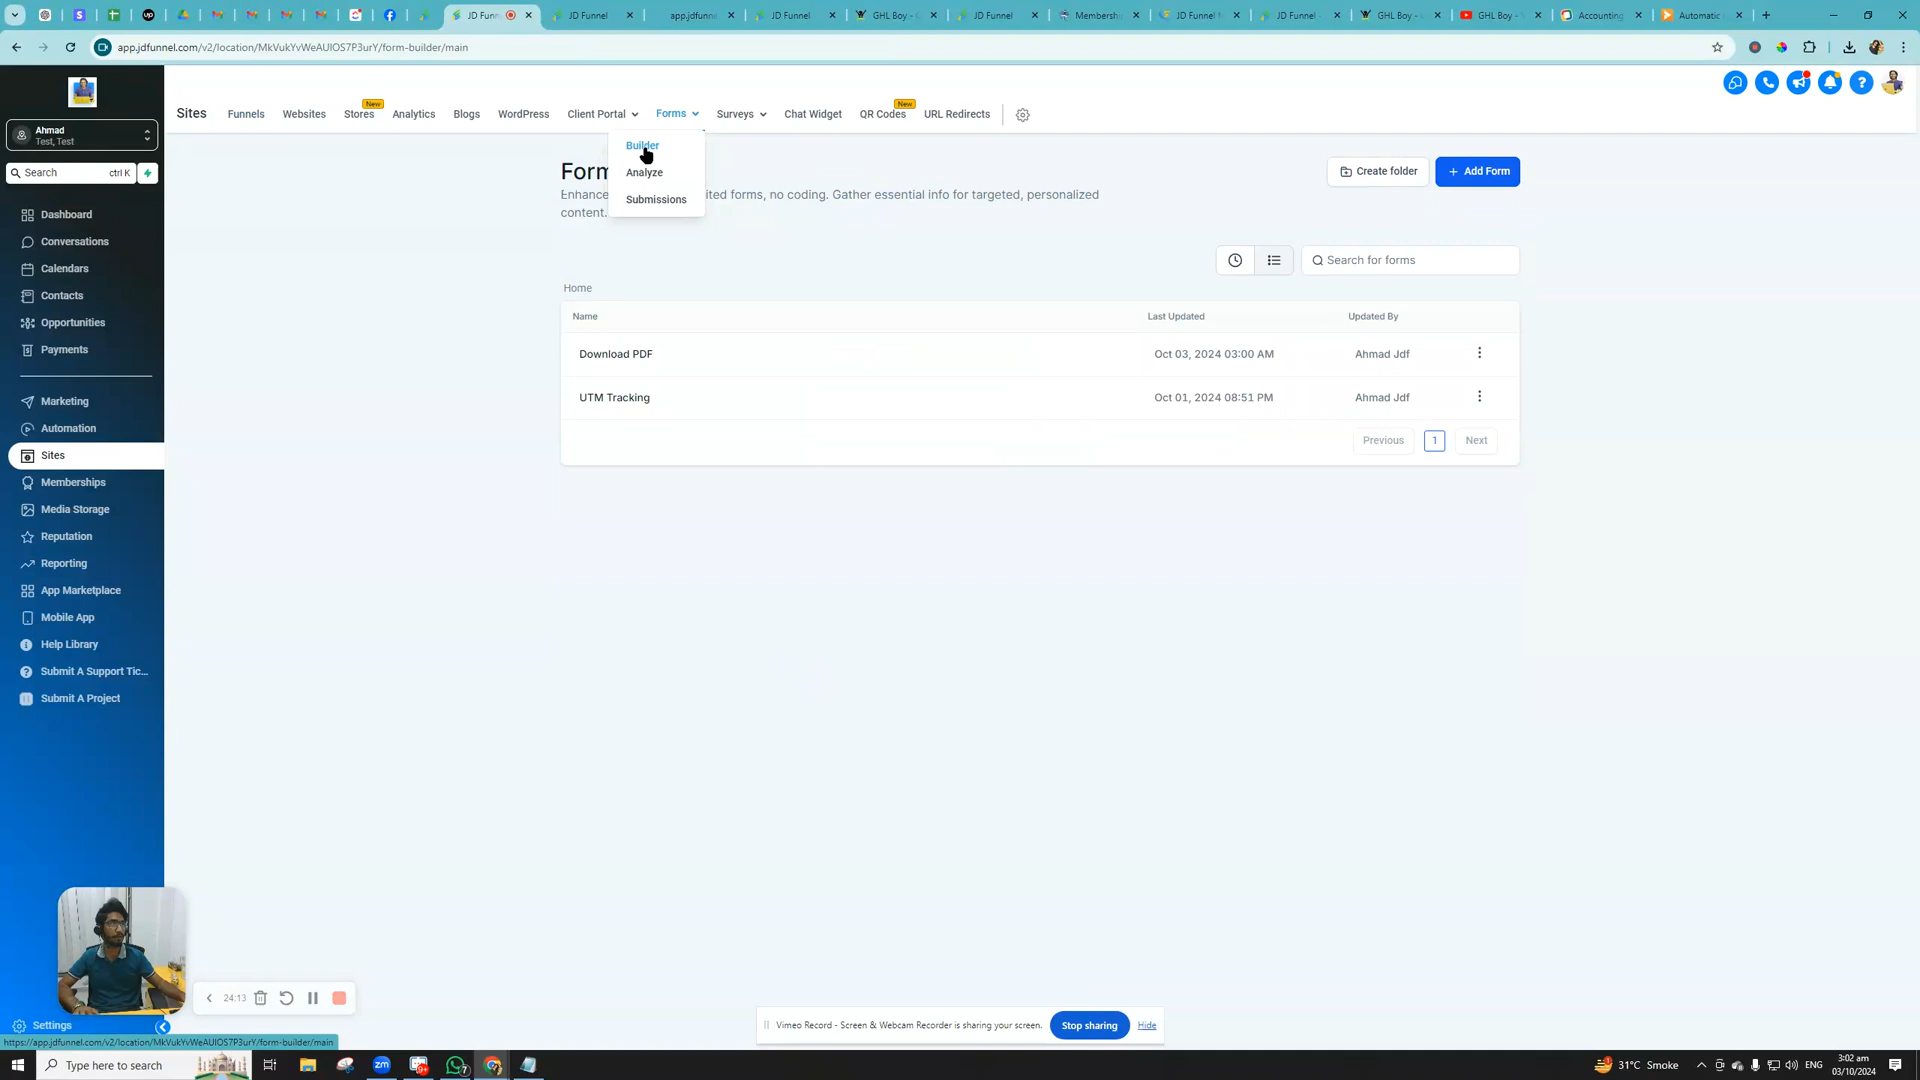 JD Funn
JD Funnel
app.jdfunne
JD Funnel
GHL Boy - C
JD Funnel
Membershi
JD Funnel M
JD Funnel -
GHL Boy - C
GHL Boy - Y
Accounting
Automatic
app.jdfunnel.com/v2/location/MkVukYvWeAUIOS7P3urY/form-builder/main
Ahmad
Test, Test
Search
ctrl K
Dashboard
Conversations
Calendars
Contacts
Opportunities
Payments
Marketing
Automation
Sites
Memberships
Media Storage
Reputation
Reporting
App Marketplace
Mobile App
Help Library
Submit A Support Tic...
Submit A Project
Settings
Sites
Funnels
Websites
New
Stores
Analytics
Blogs
WordPress
Client Portal
Forms
Surveys
Chat Widget
New
QR Codes
URL Redirects
Builder
Analyze
Submissions
Form
Create folder
+ Add Form
Enhance
ited forms, no coding. Gather essential info for targeted, personalized
content.
Search for forms
Home
Name
Last Updated
Updated By
Download PDF
Oct 03, 2024 03:00 AM
Ahmad Jdf
UTM Tracking
Oct 01, 2024 08:51 PM
Ahmad Jdf
Previous
1
Next
24:13
Vimeo Record - Screen & Webcam Recorder is sharing your screen.
Stop sharing
Hide
https://app.jdfunnel.com/v2/location/MkVukYvWeAUIOS7P3urY/form-builder/main
Type here to search
31°C Smoke
ENG
3:02 am
03/10/2024